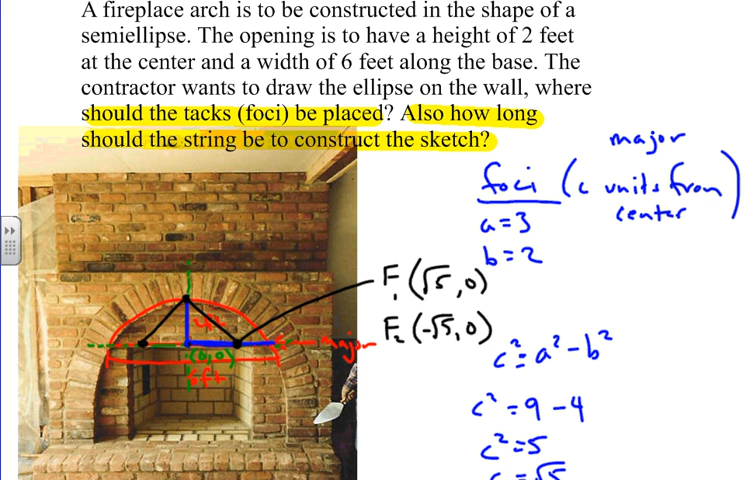 A fireplace arch is to be constructed in the shape of a
semiellipse. The opening is to have a height of 2 feet
at the center and a width of 6 feet along the base. The
contractor wants to draw the ellipse on the wall, where
should the tacks (foci) be placed? Also how long
should the string be to construct the sketch?
major
foci (c units from center)
a=3
b=2
F₁(√5,0)
F₂(-√5,0)
major
(0,0)
6ft
c²=a²-b²
c²=9-4
c²=5
c=√5